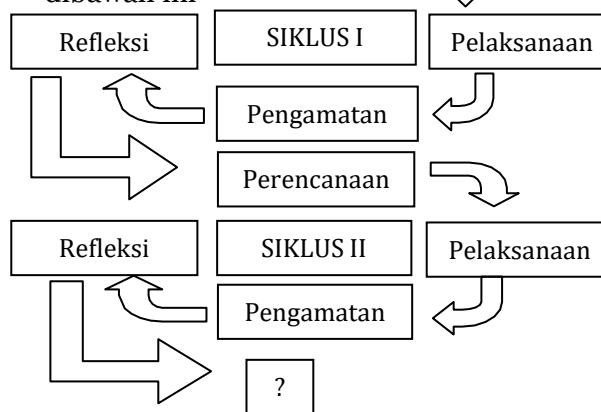 dibawah ini
Refleksi SIKLUS I Pelaksanaan
Pengamatan
Perencanaan
Refleksi SIKLUS II Pelaksanaan
Pengamatan
?